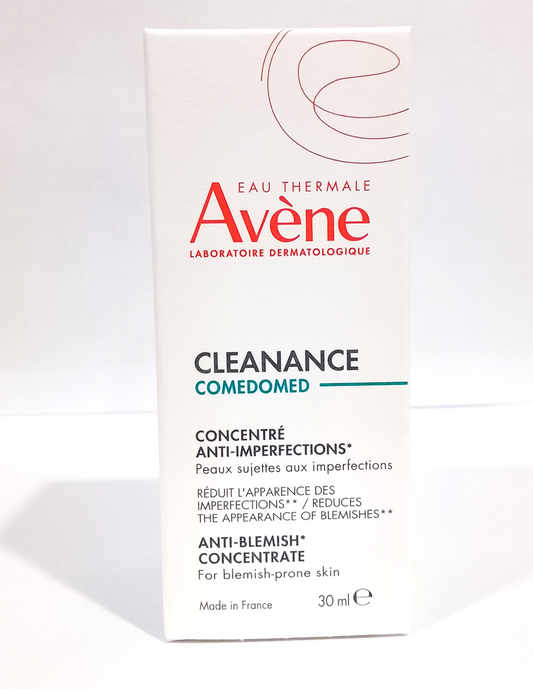 EAU THERMALE
Avène
LABORATOIRE DERMATOLOGIQUE
CLEANANCE
COMEDOMED
CONCENTRÉ
ANTI-IMPERFECTIONS*
Peaux sujettes aux imperfections
RÉDUIT L'APPARENCE DES
IMPERFECTIONS** / REDUCES
THE APPEARANCE OF BLEMISHES**
ANTI-BLEMISH*
CONCENTRATE
For blemish-prone skin
Made in France 30 ml ℮